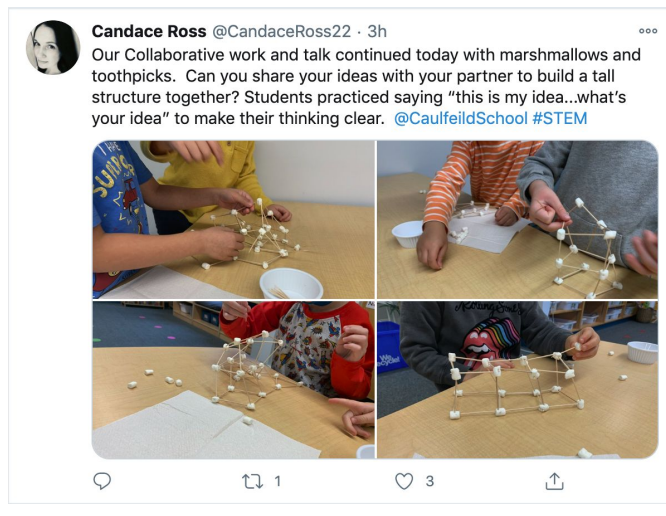 Candace Ross @CandaceRoss22 · 3h
Our Collaborative work and talk continued today with marshmallows and
toothpicks.  Can you share your ideas with your partner to build a tall
structure together? Students practiced saying “this is my idea...what’s
your idea” to make their thinking clear.  @CaulfeildSchool #STEM
We
Recycle!
1
3